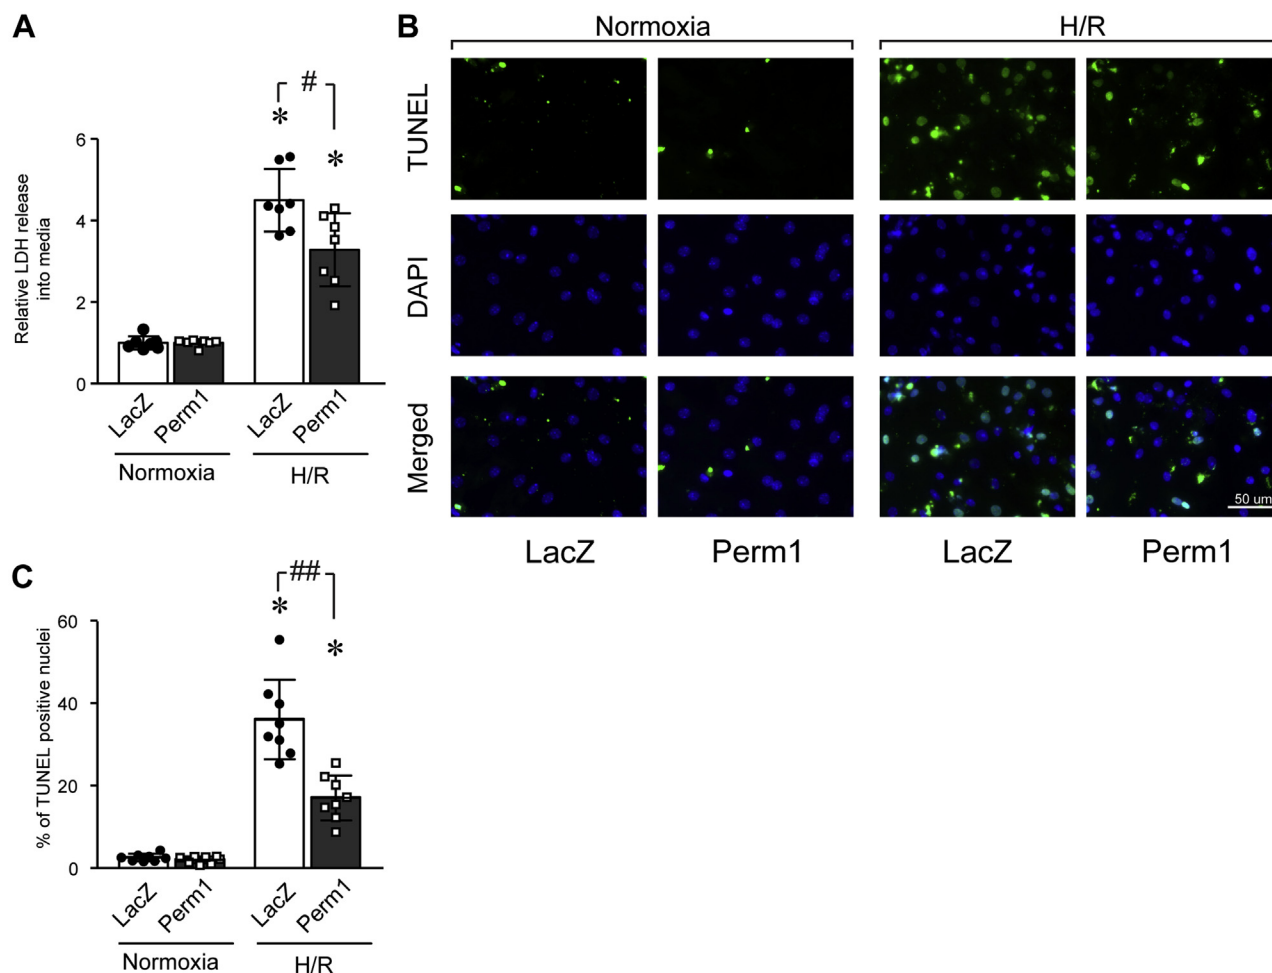 A
#
*
*
6
4
2
0
Relative LDH release
into media
LacZ
Perm1
LacZ
Perm1
Normoxia
H/R
B
Normoxia
H/R
TUNEL
DAPI
Merged
50 um
LacZ
Perm1
LacZ
Perm1
C
##
*
*
60
40
20
0
% of TUNEL positive nuclei
LacZ
Perm1
LacZ
Perm1
Normoxia
H/R